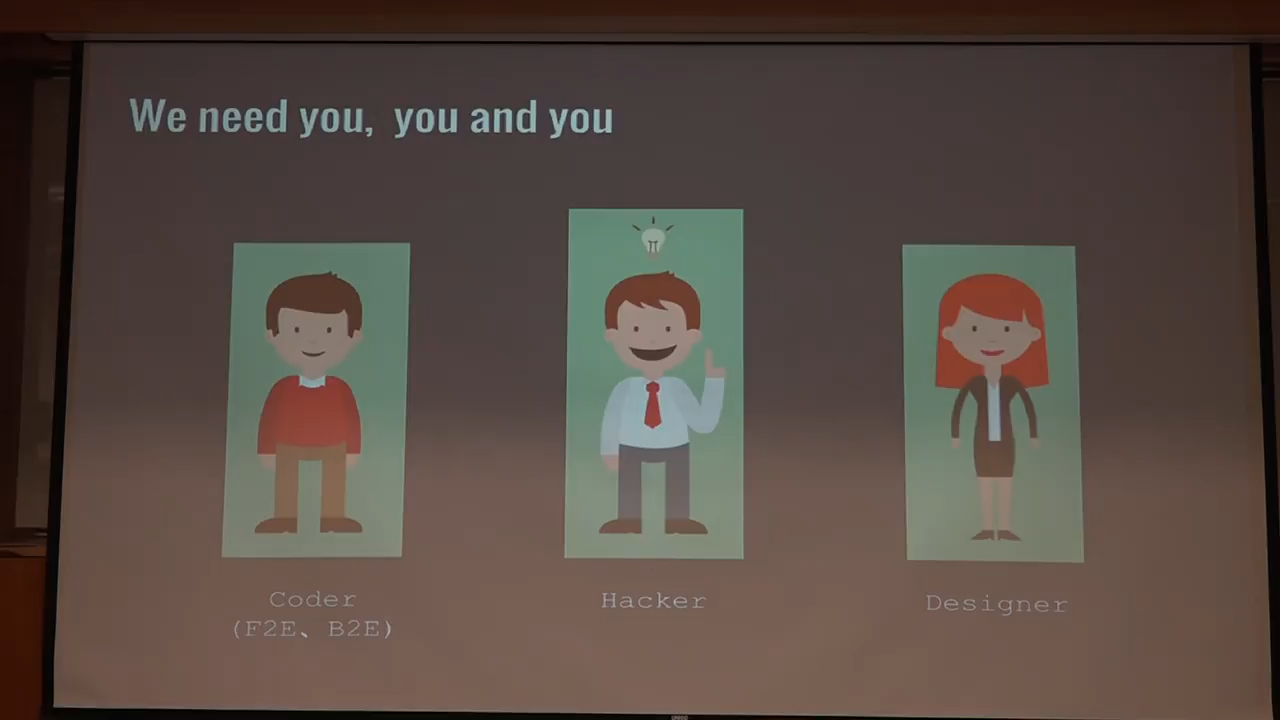 We need you, you and you
Coder
(F2E、B2E)
Hacker
Designer